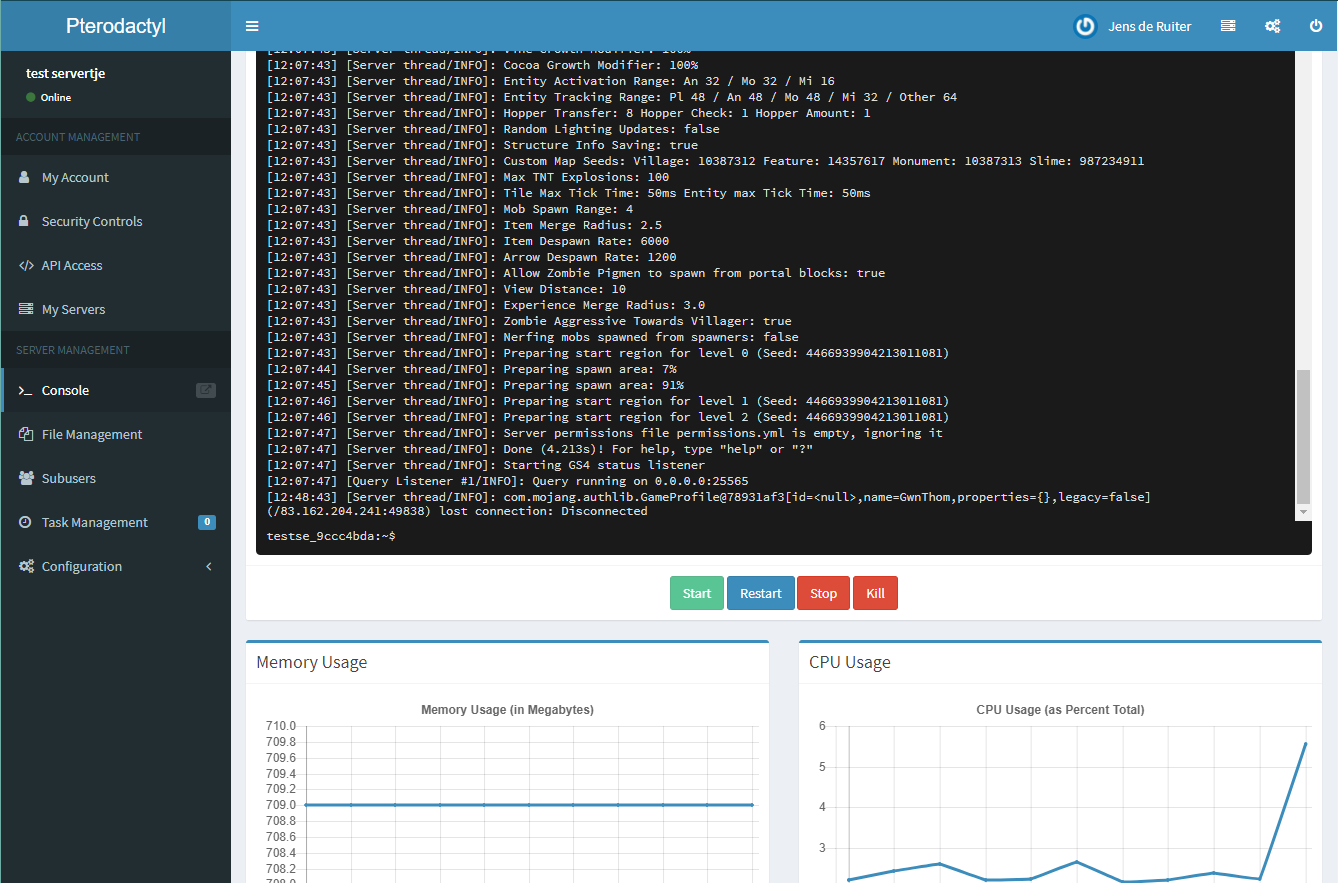 Pterodactyl
Jens de Ruiter
test servertje
Online
ACCOUNT MANAGEMENT
My Account
Security Controls
API Access
My Servers
SERVER MANAGEMENT
Console
File Management
Subusers
Task Management 0
Configuration
[12:07:43] [Server thread/INFO]: Vine Growth Modifier: 100%
[12:07:43] [Server thread/INFO]: Cocoa Growth Modifier: 100%
[12:07:43] [Server thread/INFO]: Entity Activation Range: An 32 / Mo 32 / Mi 16
[12:07:43] [Server thread/INFO]: Entity Tracking Range: Pl 48 / An 48 / Mo 48 / Mi 32 / Other 64
[12:07:43] [Server thread/INFO]: Hopper Transfer: 8 Hopper Check: 1 Hopper Amount: 1
[12:07:43] [Server thread/INFO]: Random Lighting Updates: false
[12:07:43] [Server thread/INFO]: Structure Info Saving: true
[12:07:43] [Server thread/INFO]: Custom Map Seeds: Village: 10387312 Feature: 14357617 Monument: 10387313 Slime: 987234911
[12:07:43] [Server thread/INFO]: Max TNT Explosions: 100
[12:07:43] [Server thread/INFO]: Tile Max Tick Time: 50ms Entity max Tick Time: 50ms
[12:07:43] [Server thread/INFO]: Mob Spawn Range: 4
[12:07:43] [Server thread/INFO]: Item Merge Radius: 2.5
[12:07:43] [Server thread/INFO]: Item Despawn Rate: 6000
[12:07:43] [Server thread/INFO]: Arrow Despawn Rate: 1200
[12:07:43] [Server thread/INFO]: Allow Zombie Pigmen to spawn from portal blocks: true
[12:07:43] [Server thread/INFO]: View Distance: 10
[12:07:43] [Server thread/INFO]: Experience Merge Radius: 3.0
[12:07:43] [Server thread/INFO]: Zombie Aggressive Towards Villager: true
[12:07:43] [Server thread/INFO]: Nerfing mobs spawned from spawners: false
[12:07:43] [Server thread/INFO]: Preparing start region for level 0 (Seed: 4466939904213011081)
[12:07:44] [Server thread/INFO]: Preparing spawn area: 7%
[12:07:45] [Server thread/INFO]: Preparing spawn area: 91%
[12:07:46] [Server thread/INFO]: Preparing start region for level 1 (Seed: 4466939904213011081)
[12:07:46] [Server thread/INFO]: Preparing start region for level 2 (Seed: 4466939904213011081)
[12:07:47] [Server thread/INFO]: Server permissions file permissions.yml is empty, ignoring it
[12:07:47] [Server thread/INFO]: Done (4.213s)! For help, type "help" or "?"
[12:07:47] [Server thread/INFO]: Starting GS4 status listener
[12:07:47] [Query Listener #1/INFO]: Query running on 0.0.0.0:25565
[12:48:43] [Server thread/INFO]: com.mojang.authlib.GameProfile@78931af3[id=<null>,name=GwnThom,properties={},legacy=false]
(/83.162.204.241:49838) lost connection: Disconnected
testse_9ccc4bda:~$
Start Restart Stop Kill
Memory Usage
Memory Usage (in Megabytes)
710.0
709.8
709.6
709.4
709.2
709.0
708.8
708.6
708.4
708.2
708.0
CPU Usage
CPU Usage (as Percent Total)
6
5
4
3